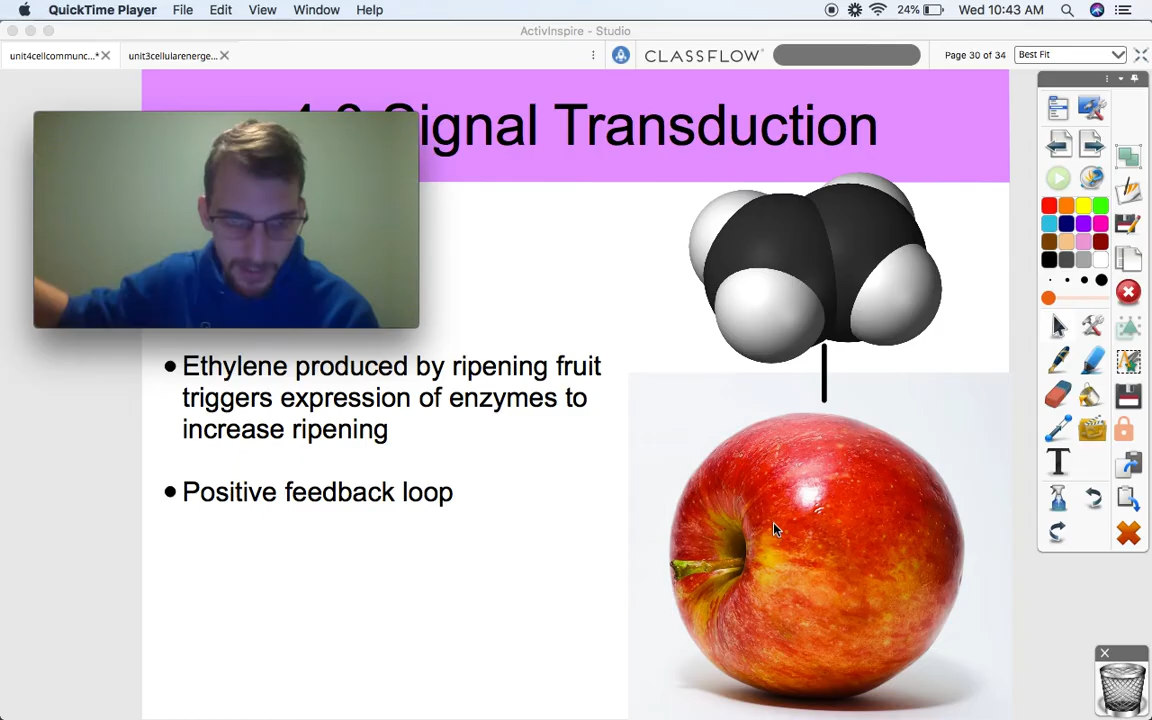 QuickTime Player File Edit View Window Help 24% Wed 10:43 AM
ActivInspire - Studio
unit4cellcommunc...* unit3cellularenerge... CLASSFLOW Page 30 of 34 Best Fit
Signal Transduction
● Ethylene produced by ripening fruit
triggers expression of enzymes to
increase ripening
● Positive feedback loop
T